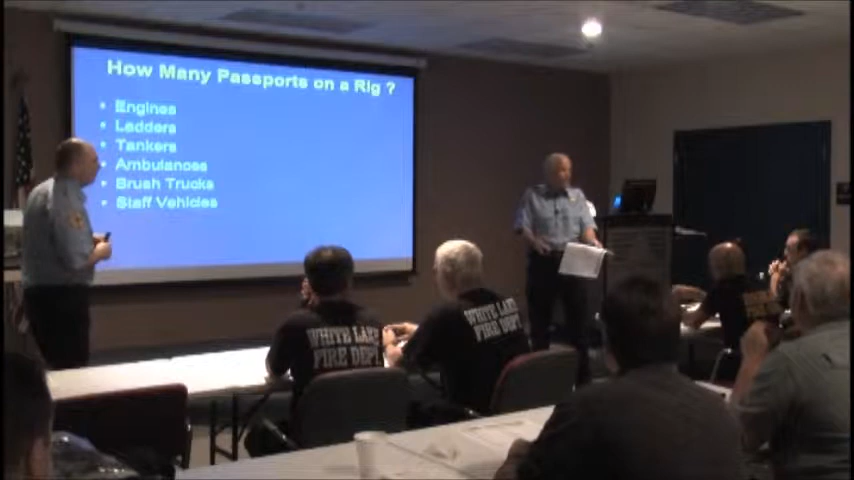 How Many Passports on a Rig ?
• Engines
• Ladders
• Tankers
• Ambulances
• Brush Trucks
• Staff Vehicles
WHITE LAKE
FIRE DEPT
WHITE LAKE
FIRE DEPT